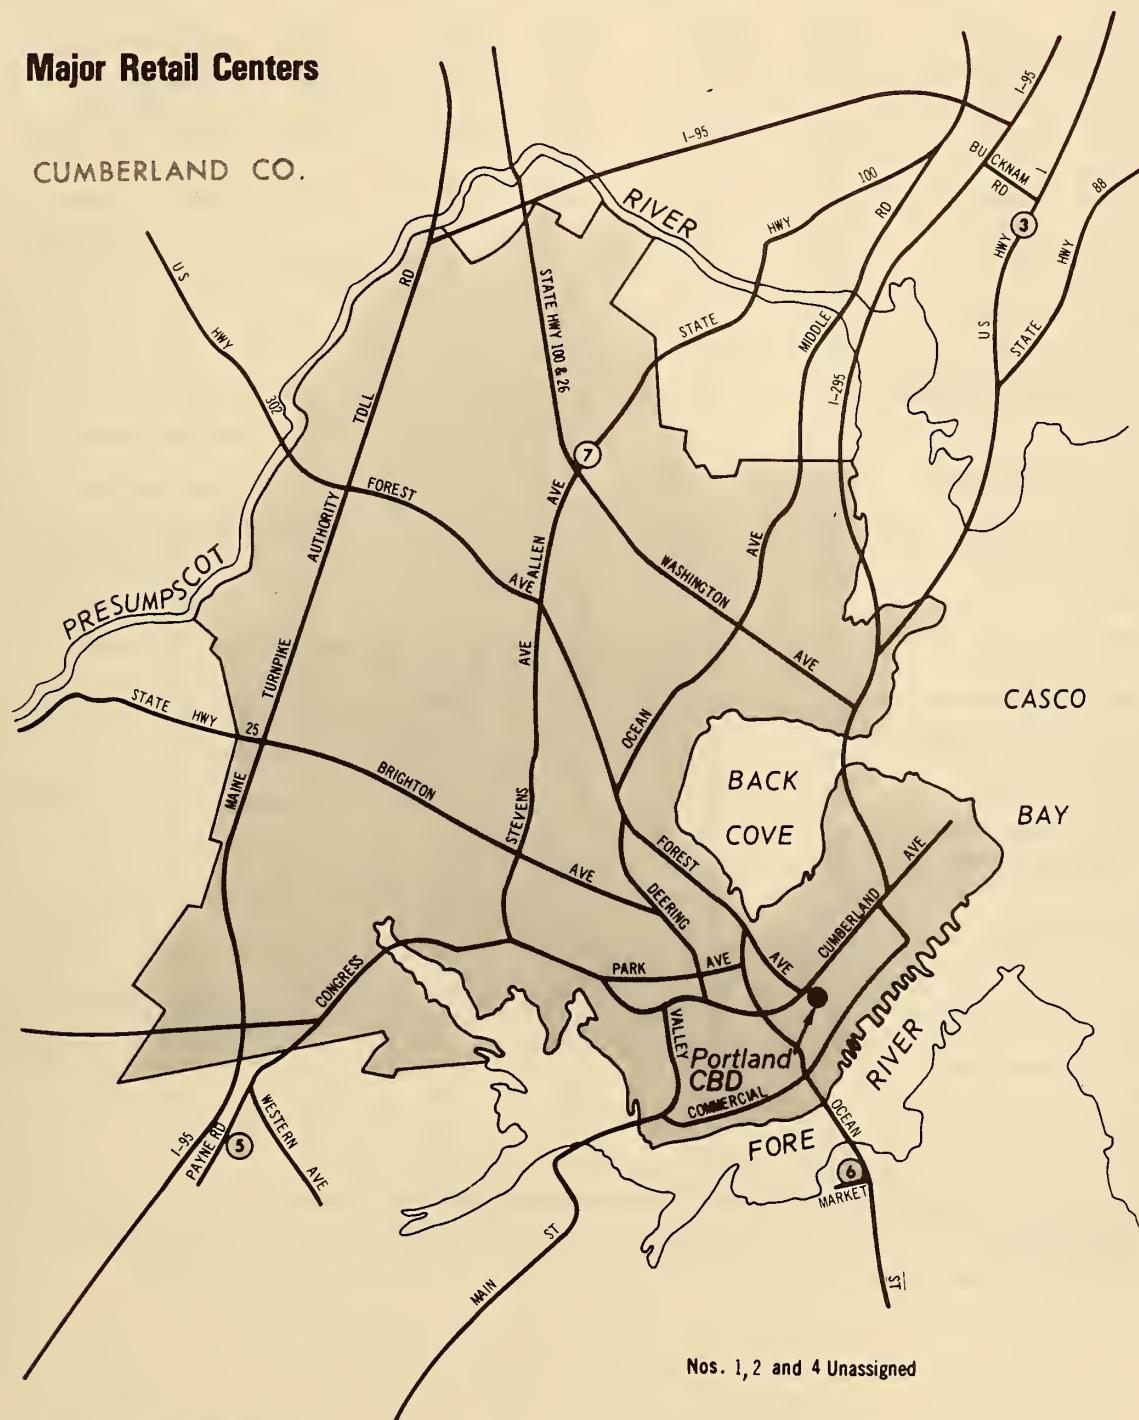 Major Retail Centers
CUMBERLAND CO.
I-95
I-95
BUCKNAM
RD
1
88
100
HWY
RIVER
RD
3
HWY
HWY
US
HWY
302
RD
STATE HWY 100 & 26
STATE
MIDDLE
US
STATE
I-295
TOLL
7
FOREST
AVE
AUTHORITY
AVE
ALLEN
AVE
WASHINGTON
AVE
PRESUMPSCOT
AVE
TURNPIKE
STATE
HWY
25
OCEAN
CASCO
BAY
BACK
COVE
MAINE
BRIGHTON
STEVENS
AVE
FOREST
AVE
DEERING
CUMBERLAND
AVE
PARK
AVE
CONGRESS
VALLEY
Portland
CBD
COMMERCIAL
RIVER
FORE
OCEAN
I-95
PAYNE RD
5
WESTERN
AVE
6
MARKET
ST
MAIN
ST
Nos. 1, 2 and 4 Unassigned